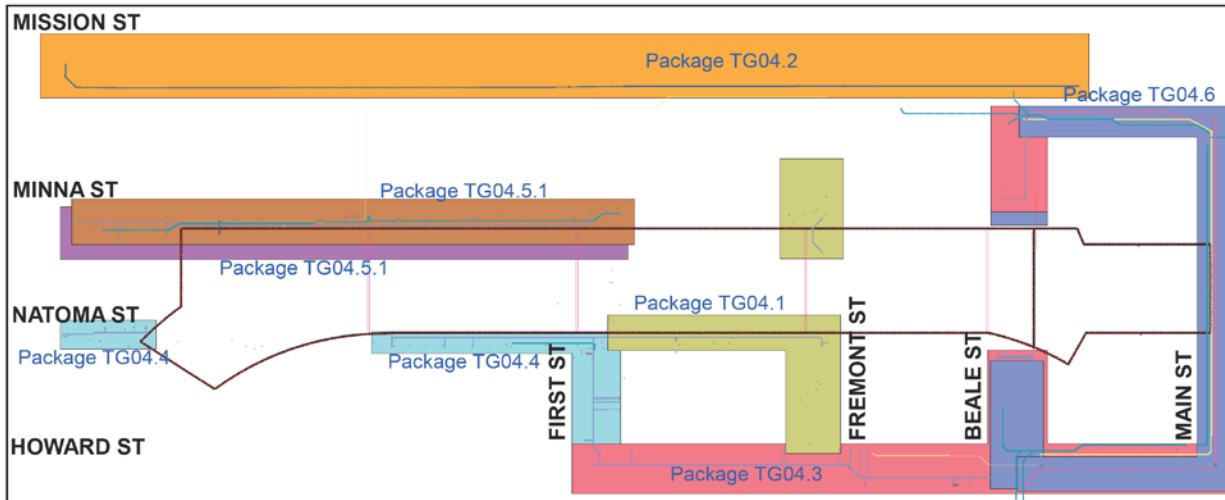 MISSION ST
Package TG04.2
Package TG04.6
MINNA ST
Package TG04.5.1
Package TG04.5.1
NATOMA ST
Package TG04.1
Package TG04.4
Package TG04.4
FIRST ST
FREMONT ST
BEALE ST
MAIN ST
HOWARD ST
Package TG04.3